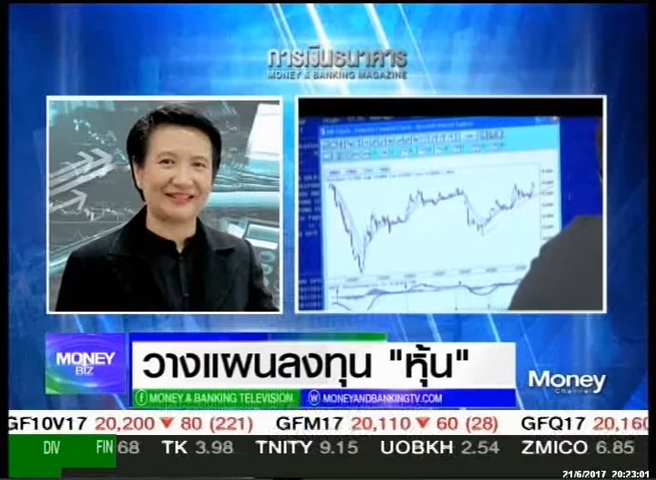 การเงินธนาคาร
MONEY & BANKING MAGAZINE
MONEY
BIZ
วางแผนลงทุน "หุ้น"
MONEY & BANKING TELEVISION
MONEYANDBANKINGTV.COM
Money
Channel
GF10V17 20,200 ▼ 80 (221) GFM17 20,110 ▼ 60 (28) GFQ17 20,160
DIV FIN 68 TK 3.98 TNITY 9.15 UOBKH 2.54 ZMICO 6.85
21/6/2017 20:23:01